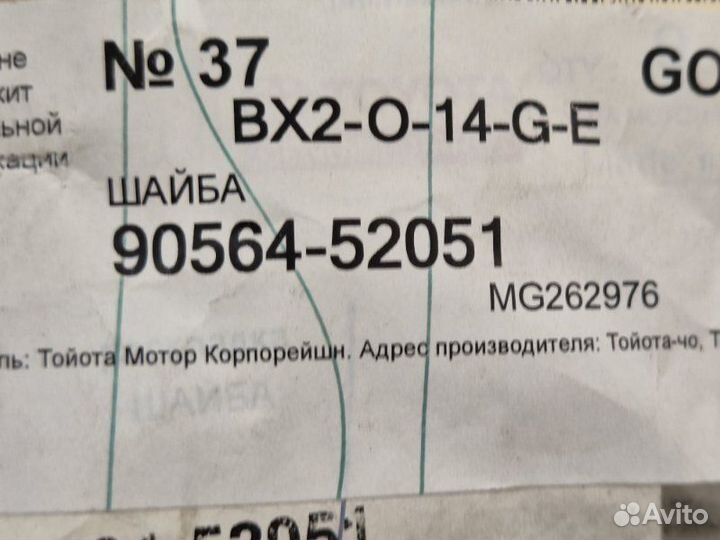 не № 37 GO
жит BX2-O-14-G-E
ьной
кации
ШАЙБА
90564-52051
MG262976
ль: Тойота Мотор Корпорейшн. Адрес производителя: Тойота-чо, Т
ШАЙБА
Avito